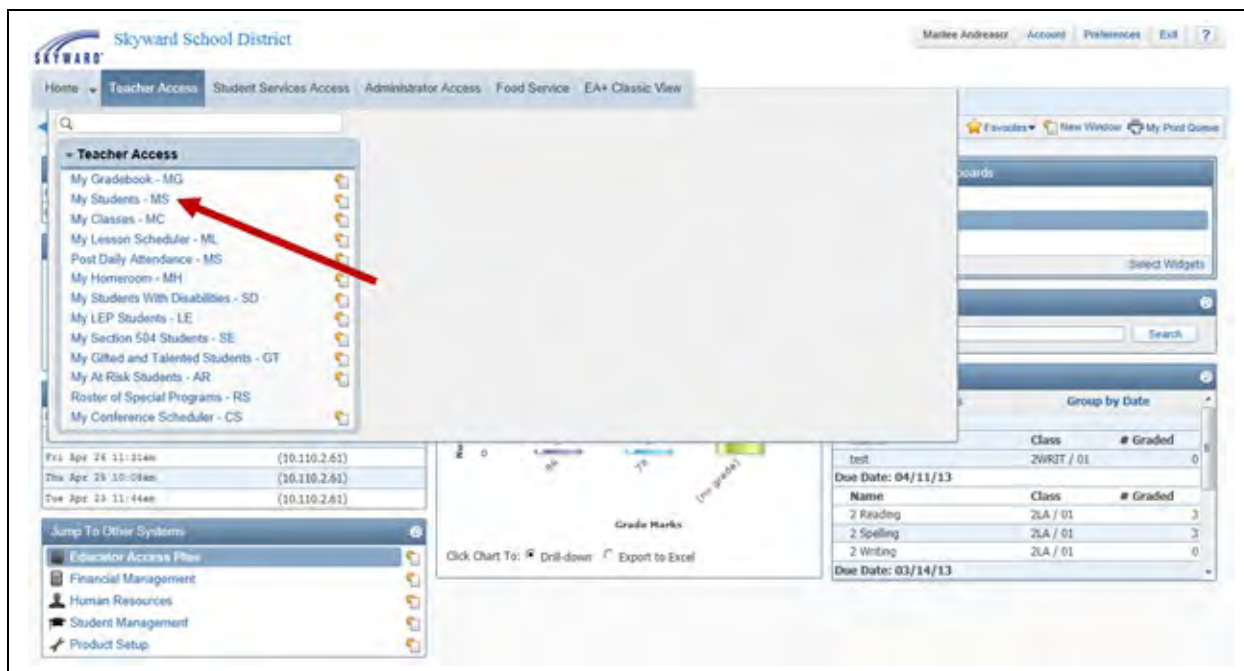 SKYWARD
Skyward School District
Account Preferences Exit ?
Home Teacher Access Student Services Access Administrator Access Food Service EA+ Classic View
Favorites New Window My Print Queue
Teacher Access
My Gradebook - MG
My Students - MS
My Classes - MC
My Lesson Scheduler - ML
Post Daily Attendance - MS
My Homeroom - MH
My Students With Disabilities - SD
My LEP Students - LE
My Section 504 Students - SE
My Gifted and Talented Students - GT
My At Risk Students - AR
Roster of Special Programs - RS
My Conference Scheduler - CS
Select Widgets
Search
Group by Date
Class # Graded
test 2WRIT / 01 0
Due Date: 04/11/13
Name Class # Graded
2 Reading 2LA / 01 3
2 Spelling 2LA / 01 3
2 Writing 2LA / 01 0
Due Date: 03/14/13
Fri Apr 26 11:31am (10.110.2.61)
Thu Apr 25 10:08am (10.110.2.61)
Tue Apr 23 11:44am (10.110.2.61)
0
86
78
(no grade)
Grade Marks
Click Chart To: Drill-down Export to Excel
Jump To Other Systems
Educator Access Plus
Financial Management
Human Resources
Student Management
Product Setup